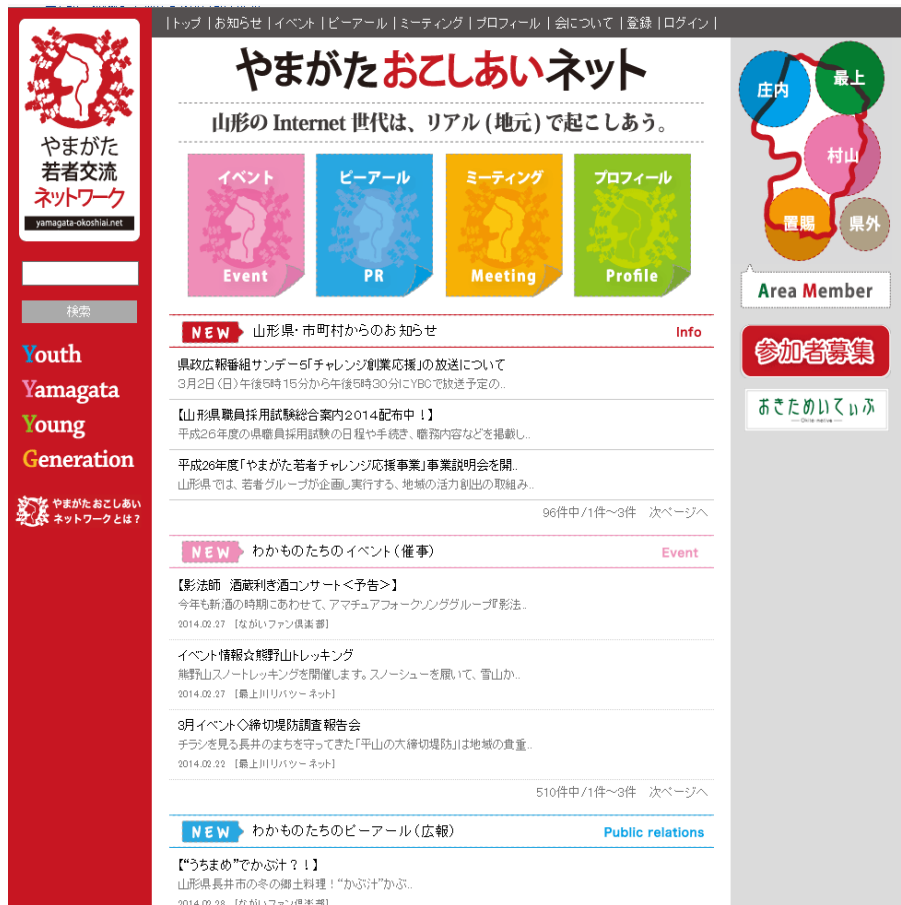 |トップ|お知らせ|イベント|ピーアール|ミーティング|プロフィール|会について|登録|ログイン|
やまがた
若者交流
ネットワーク
yamagata-okoshiai.net
検索
Youth
Yamagata
Young
Generation
やまがたおこしあい
ネットワークとは?
やまがたおこしあいネット
山形の Internet 世代は、リアル(地元)で起こしあう。
イベント
Event
ピーアール
PR
ミーティング
Meeting
プロフィール
Profile
NEW 山形県・市町村からのお知らせ Info
県政広報番組サンデー5「チャレンジ創業応援」の放送について
3月2日(日)午後5時15分から午後5時30分にYBCで放送予定の..
【山形県職員採用試験総合案内2014配布中!】
平成26年度の県職員採用試験の日程や手続き、職務内容などを掲載し..
平成26年度「やまがた若者チャレンジ応援事業」事業説明会を開..
山形県では、若者グループが企画し実行する、地域の活力創出の取組み..
96件中/1件～3件 次ページへ
NEW わかものたちのイベント(催事) Event
【影法師 酒蔵利き酒コンサート<予告>】
今年も新酒の時期にあわせて、アマチュアフォークソンググループ『影法..
2014.02.27 [ながいファン倶楽部]
イベント情報☆熊野山トレッキング
熊野山スノートレッキングを開催します。スノーシューを履いて、雪山か..
2014.02.27 [最上川リバツーネット]
3月イベント◇締切堤防調査報告会
チラシを見る長井のまちを守ってきた「平山の大締切堤防」は地域の貴重..
2014.02.22 [最上川リバツーネット]
510件中/1件～3件 次ページへ
NEW わかものたちのピーアール(広報) Public relations
【“うちまめ”でかぶ汁?!】
山形県長井市の冬の郷土料理!“かぶ汁”かぶ..
2014.02.28 [ながいファン倶楽部]
庄内
最上
村山
置賜
県外
Area Member
参加者募集
おきためいてぃぶ